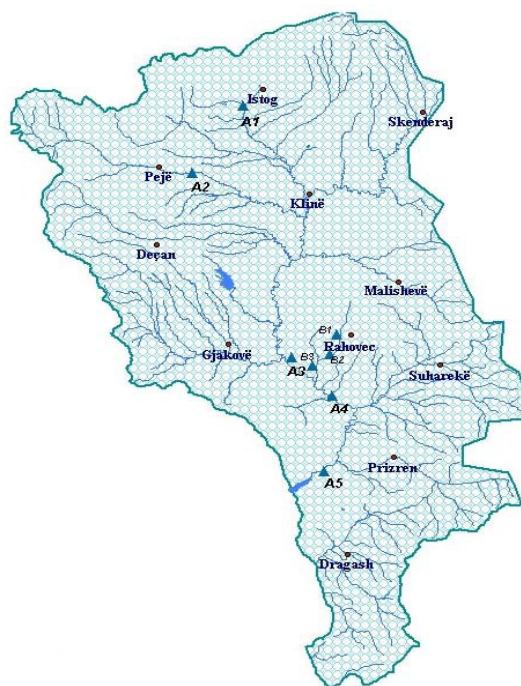 Istog
A1
Skenderaj
Pejë
A2
Klinë
Deçan
Malishevë
B1
Rahovec
Gjakovë
B3
B2
A3
Suharekë
A4
Prizren
A5
Dragash